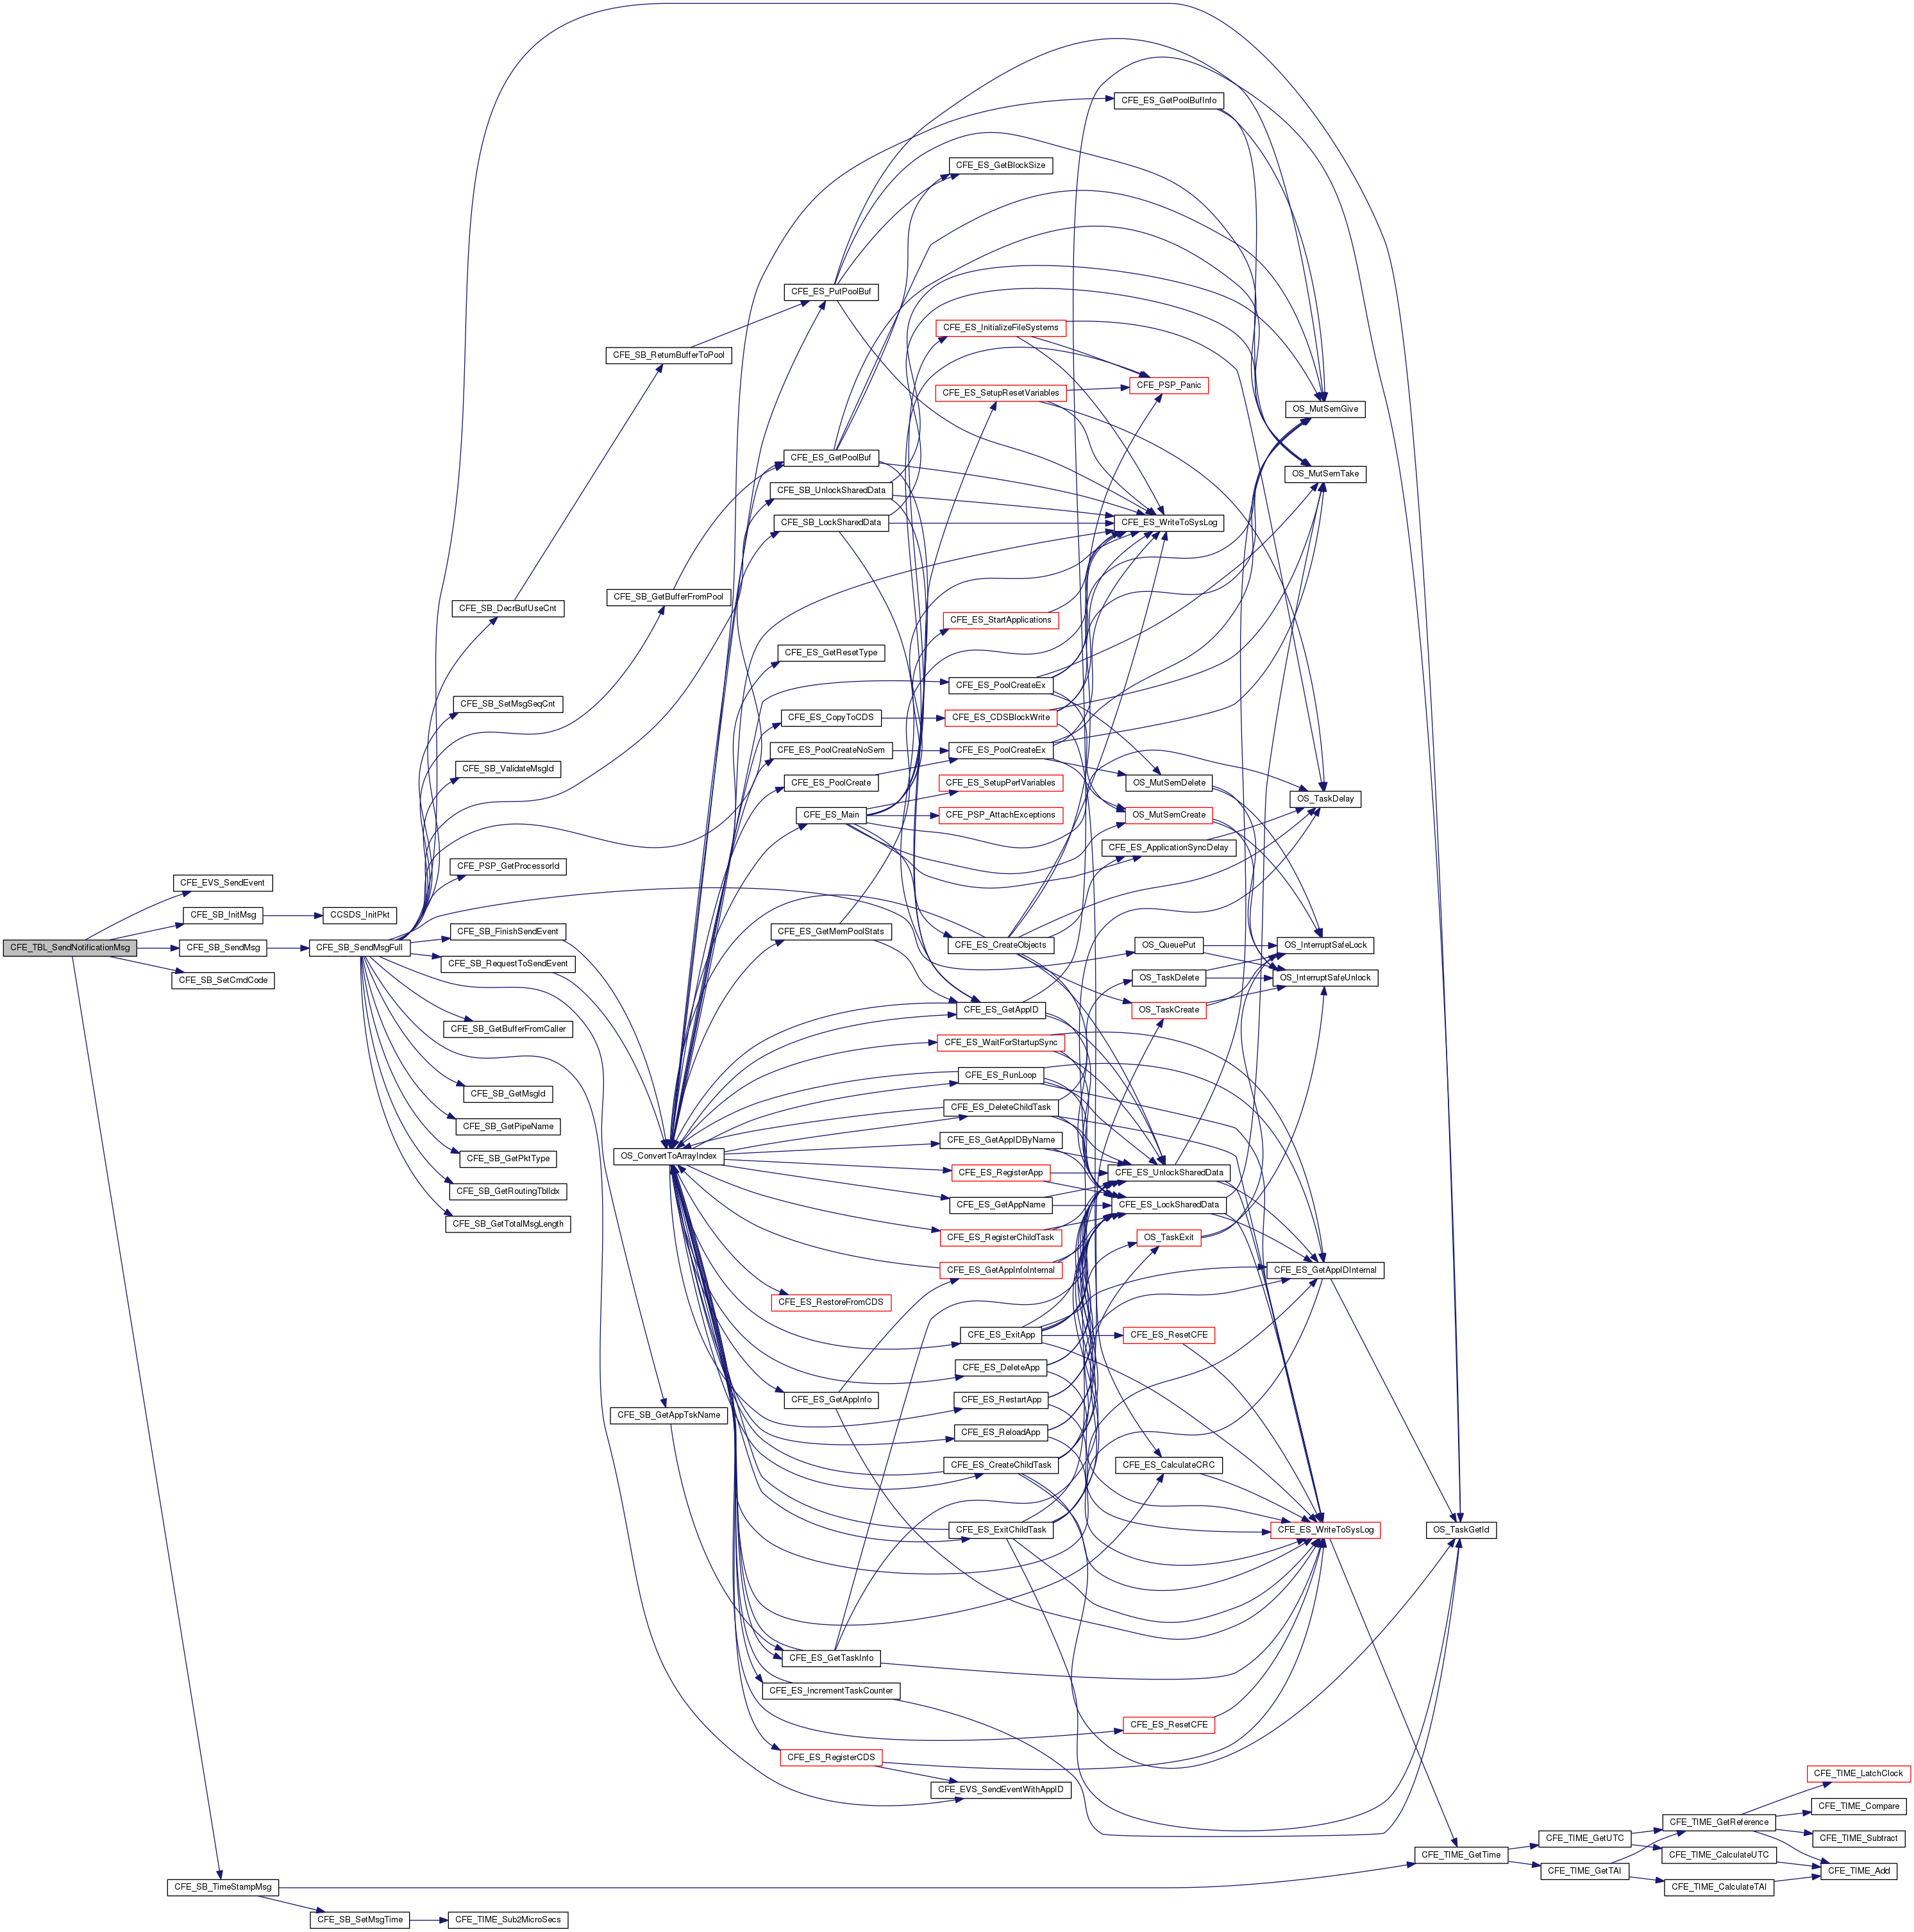 CFE_TBL_SendNotificationMsg
CFE_EVS_SendEvent
CFE_SB_InitMsg
CFE_SB_SendMsg
CFE_SB_SetCmdCode
CFE_SB_TimeStampMsg
CCSDS_InitPkt
CFE_SB_SendMsgFull
CFE_SB_SetMsgTime
CFE_SB_DecrBufUseCnt
CFE_SB_SetMsgSeqCnt
CFE_SB_ValidateMsgId
CFE_PSP_GetProcessorId
CFE_SB_FinishSendEvent
CFE_SB_RequestToSendEvent
CFE_SB_GetBufferFromCaller
CFE_SB_GetMsgId
CFE_SB_GetPipeName
CFE_SB_GetPktType
CFE_SB_GetRoutingTblIdx
CFE_SB_GetTotalMsgLength
CFE_TIME_Sub2MicroSecs
CFE_SB_ReturnBufferToPool
CFE_SB_GetBufferFromPool
OS_ConvertToArrayIndex
CFE_SB_GetAppTskName
CFE_ES_PutPoolBuf
CFE_ES_GetPoolBuf
CFE_SB_UnlockSharedData
CFE_SB_LockSharedData
CFE_ES_GetResetType
CFE_ES_CopyToCDS
CFE_ES_PoolCreateNoSem
CFE_ES_PoolCreate
CFE_ES_Main
CFE_ES_GetMemPoolStats
CFE_ES_RestoreFromCDS
CFE_ES_GetAppInfo
CFE_ES_GetTaskInfo
CFE_ES_IncrementTaskCounter
CFE_ES_RegisterCDS
CFE_ES_GetBlockSize
CFE_ES_InitializeFileSystems
CFE_ES_SetupResetVariables
CFE_ES_StartApplications
CFE_ES_PoolCreateEx
CFE_ES_CDSBlockWrite
CFE_ES_PoolCreateEx
CFE_ES_SetupPerfVariables
CFE_PSP_AttachExceptions
CFE_ES_CreateObjects
CFE_ES_GetAppID
CFE_ES_WaitForStartupSync
CFE_ES_RunLoop
CFE_ES_DeleteChildTask
CFE_ES_GetAppIDByName
CFE_ES_RegisterApp
CFE_ES_GetAppName
CFE_ES_RegisterChildTask
CFE_ES_GetAppInfoInternal
CFE_ES_ExitApp
CFE_ES_DeleteApp
CFE_ES_RestartApp
CFE_ES_ReloadApp
CFE_ES_CreateChildTask
CFE_ES_ExitChildTask
CFE_EVS_SendEventWithAppID
CFE_ES_GetPoolBufInfo
CFE_PSP_Panic
CFE_ES_WriteToSysLog
OS_MutSemDelete
OS_MutSemCreate
CFE_ES_ApplicationSyncDelay
OS_QueuePut
OS_TaskDelete
OS_TaskCreate
CFE_ES_UnlockSharedData
CFE_ES_LockSharedData
OS_TaskExit
CFE_ES_ResetCFE
CFE_ES_CalculateCRC
CFE_ES_ResetCFE
OS_MutSemGive
OS_MutSemTake
OS_TaskDelay
OS_InterruptSafeLock
OS_InterruptSafeUnlock
CFE_ES_GetAppIDInternal
CFE_ES_WriteToSysLog
OS_TaskGetId
CFE_TIME_GetTime
CFE_TIME_GetUTC
CFE_TIME_GetTAI
CFE_TIME_GetReference
CFE_TIME_CalculateUTC
CFE_TIME_CalculateTAI
CFE_TIME_LatchClock
CFE_TIME_Compare
CFE_TIME_Subtract
CFE_TIME_Add